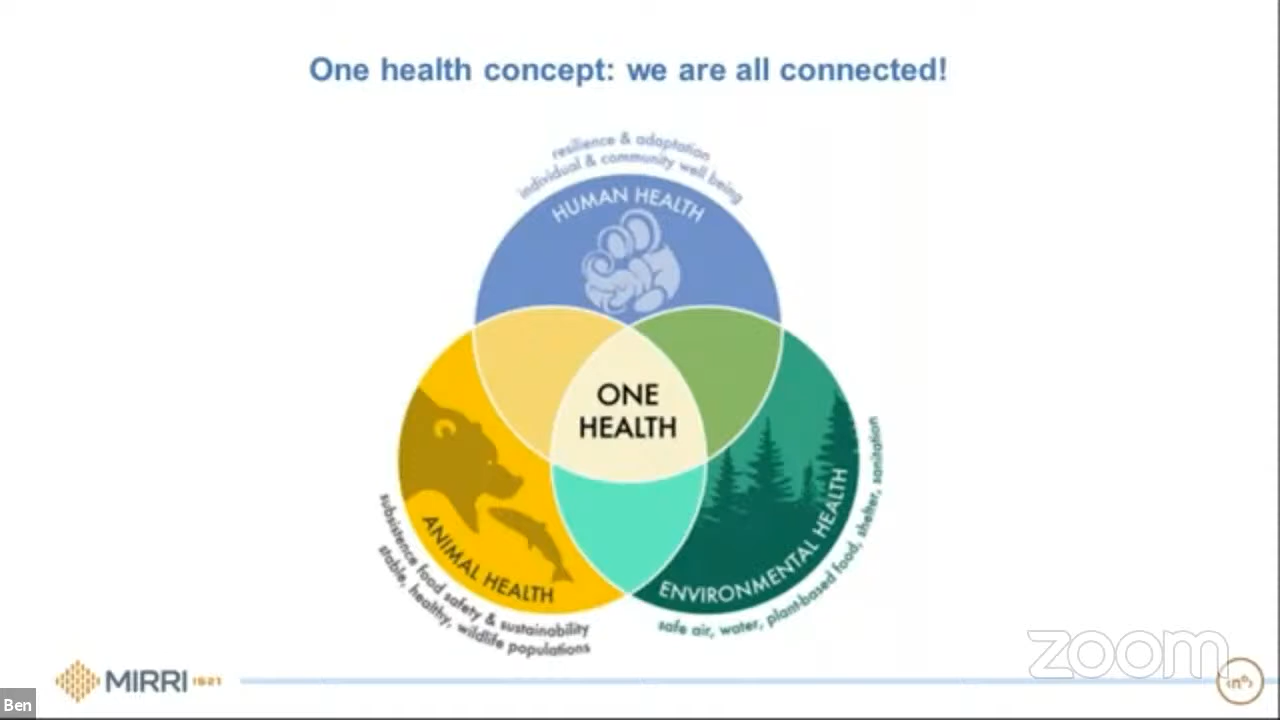 One health concept: we are all connected!
resilience & adaptation
individual & community well being
HUMAN HEALTH
ONE
HEALTH
ANIMAL HEALTH
subsistence food safety & sustainability
stable, healthy, wildlife populations
ENVIRONMENTAL HEALTH
safe air, water, plant-based food, shelter, sanitation
zoom
MIRRI
Ben